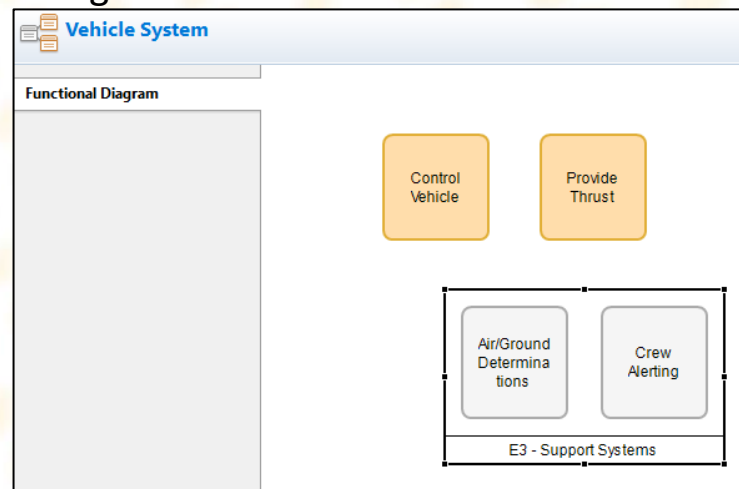 Vehicle System
Functional Diagram
Control
Vehicle
Provide
Thrust
Air/Ground
Determina
tions
Crew
Alerting
E3 - Support Systems